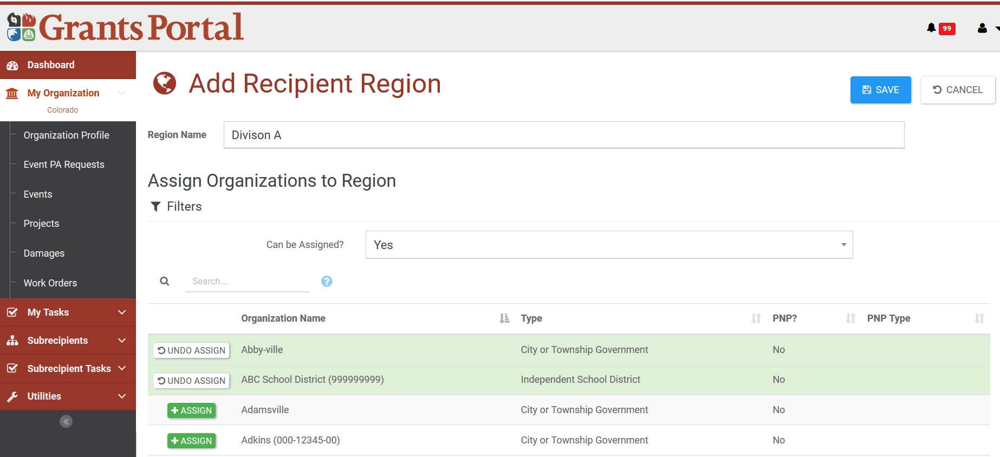 Grants Portal
99
Dashboard
My Organization
Colorado
Organization Profile
Event PA Requests
Events
Projects
Damages
Work Orders
My Tasks
Subrecipients
Subrecipient Tasks
Utilities
Add Recipient Region
SAVE
CANCEL
Region Name
Divison A
Assign Organizations to Region
Filters
Can be Assigned?
Yes
Search...
?
Organization Name Type PNP? PNP Type
UNDO ASSIGN Abby-ville City or Township Government No
UNDO ASSIGN ABC School District (999999999) Independent School District No
ASSIGN Adamsville City or Township Government No
ASSIGN Adkins (000-12345-00) City or Township Government No